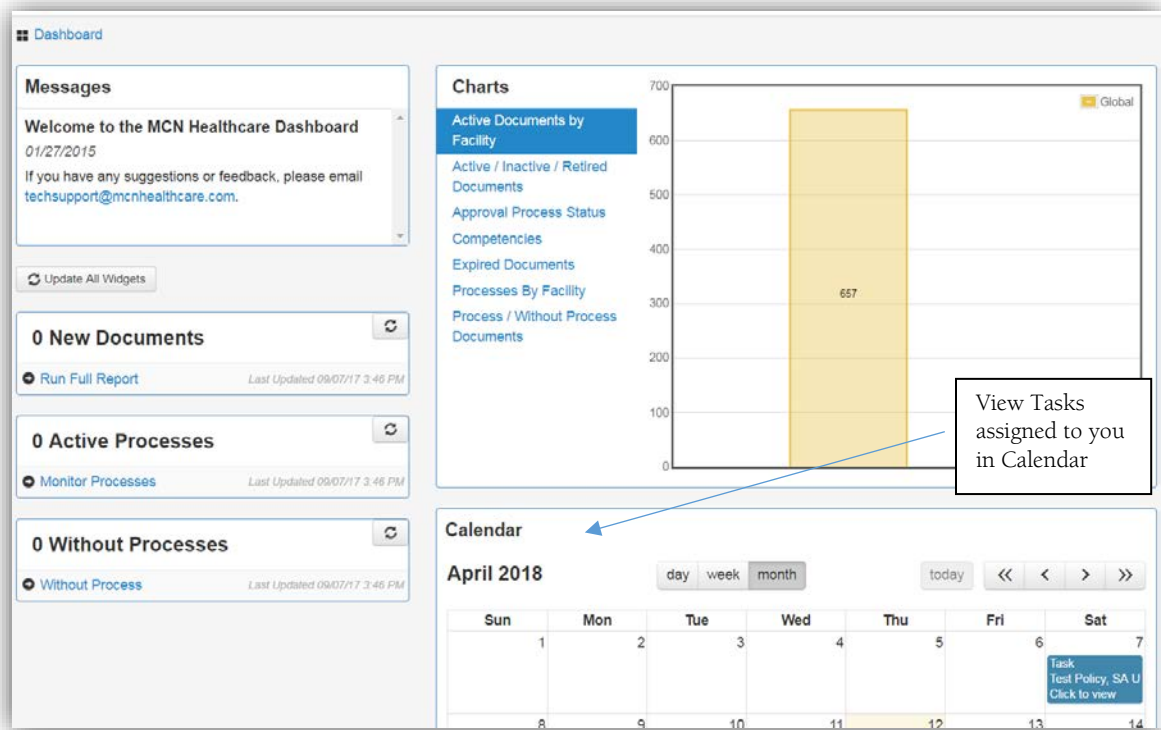 Dashboard
Messages
Welcome to the MCN Healthcare Dashboard
01/27/2015
If you have any suggestions or feedback, please email
techsupport@mcnhealthcare.com.
Update All Widgets
0 New Documents
Run Full Report
Last Updated 09/07/17 3:46 PM
0 Active Processes
Monitor Processes
Last Updated 09/07/17 3:46 PM
0 Without Processes
Without Process
Last Updated 09/07/17 3:46 PM
Charts
Active Documents by
Facility
Active / Inactive / Retired
Documents
Approval Process Status
Competencies
Expired Documents
Processes By Facility
Process / Without Process
Documents
700
600
500
400
300
200
100
0
657
Global
View Tasks
assigned to you
in Calendar
Calendar
April 2018
day week month
today
Sun Mon Tue Wed Thu Fri Sat
1 2 3 4 5 6 7
Task
Test Policy, SA U
Click to view
8 9 10 11 12 13 14